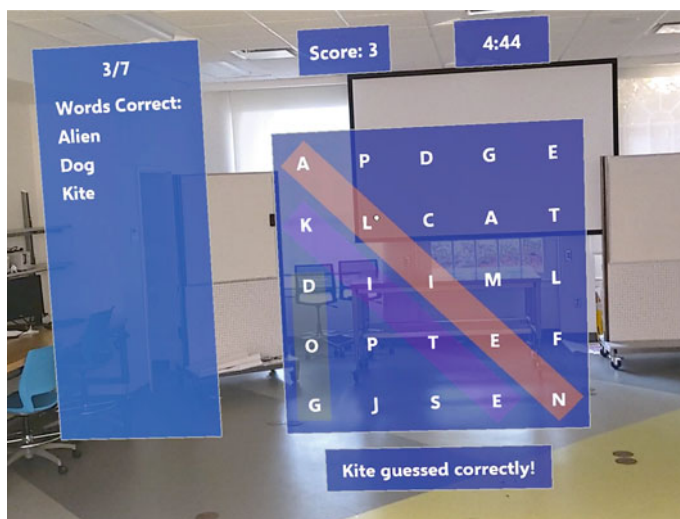 Score: 3
4:44
3/7
Words Correct:
Alien
Dog
Kite
A P D G E
K L C A T
D I I M L
O P T E F
G J S E N
Kite guessed correctly!